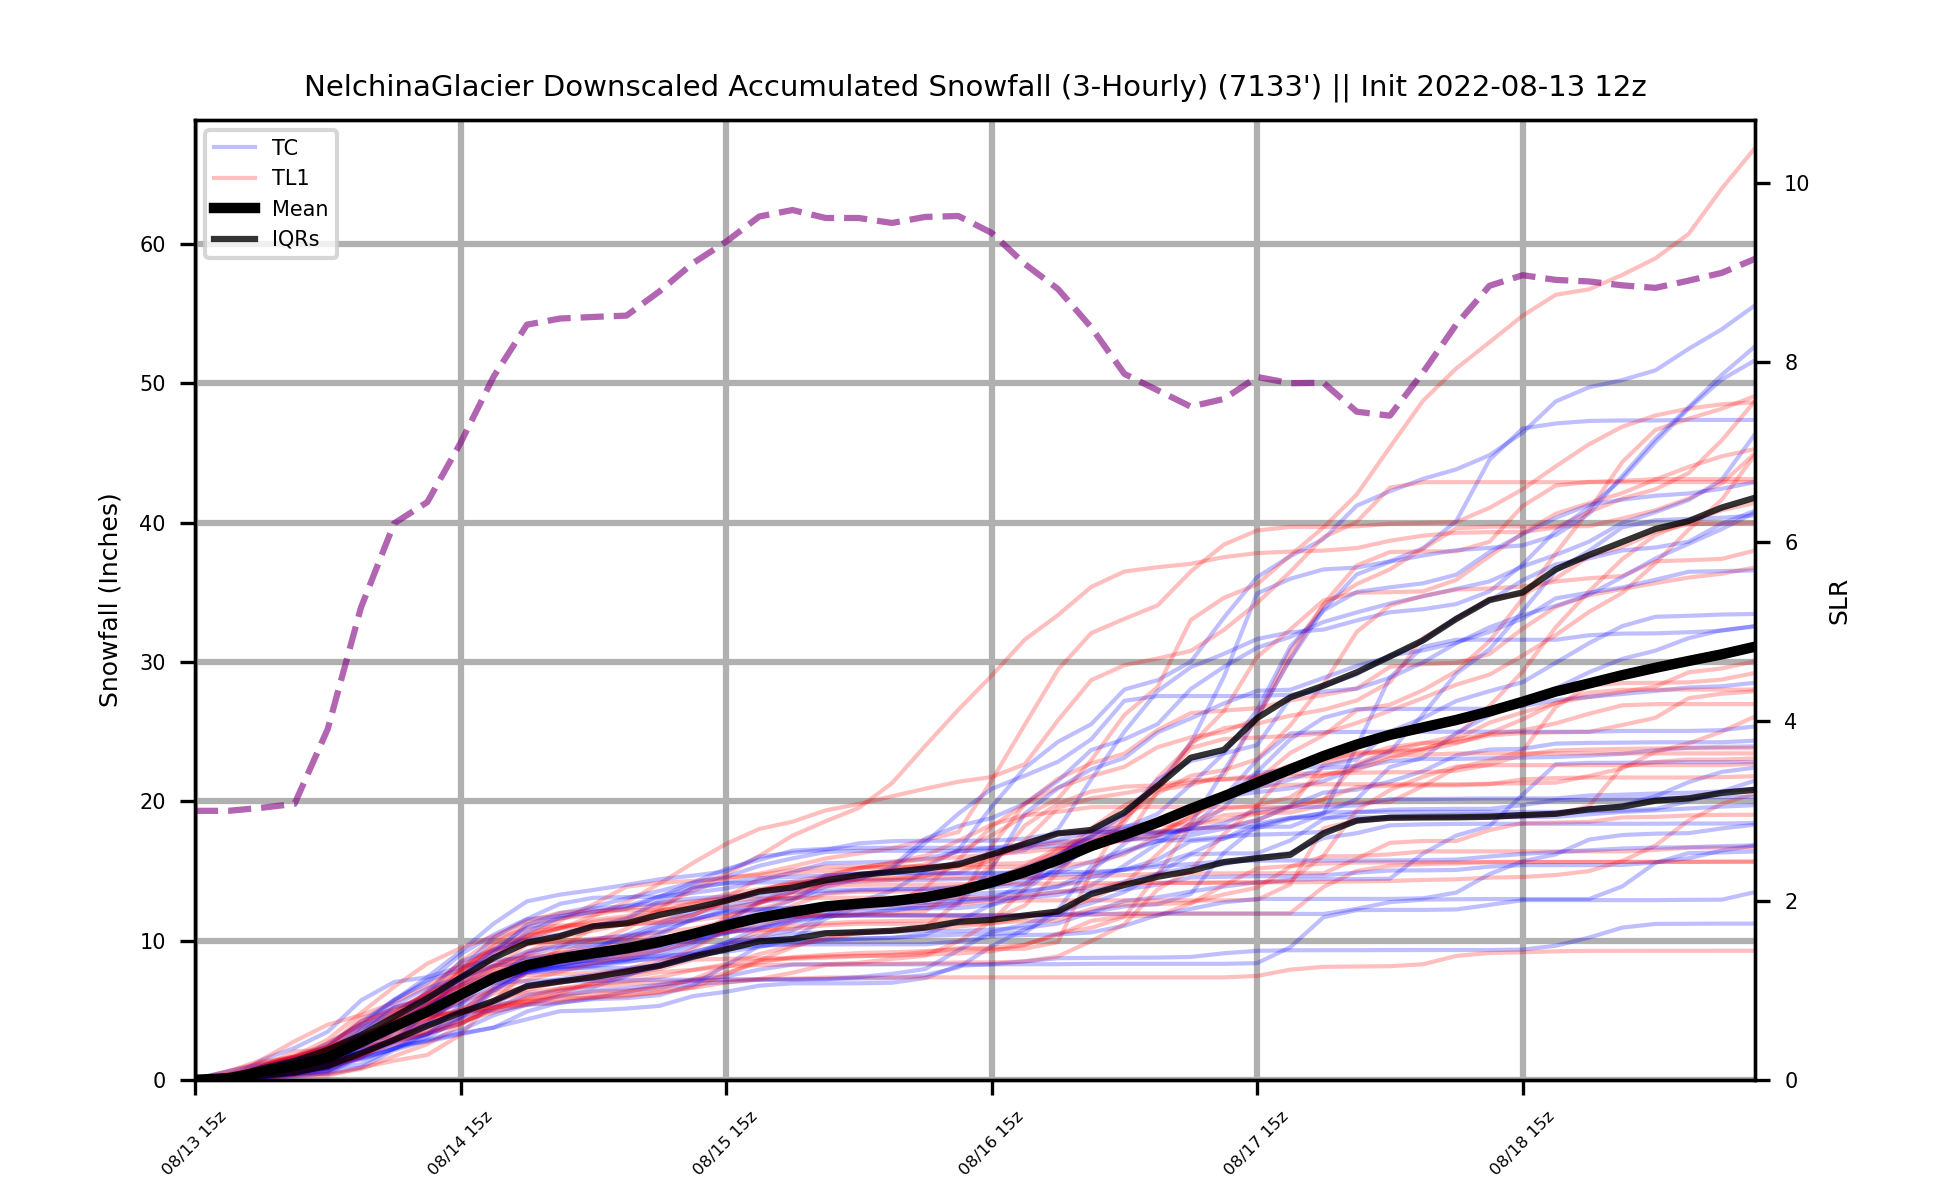 NelchinaGlacier Downscaled Accumulated Snowfall (3-Hourly) (7133') || Init 2022-08-13 12z
TC
TL1
Mean
IQRs
Snowfall (Inches)
60
50
40
30
20
10
0
10
8
6
4
2
0
SLR
08/13 15z
08/14 15z
08/15 15z
08/16 15z
08/17 15z
08/18 15z